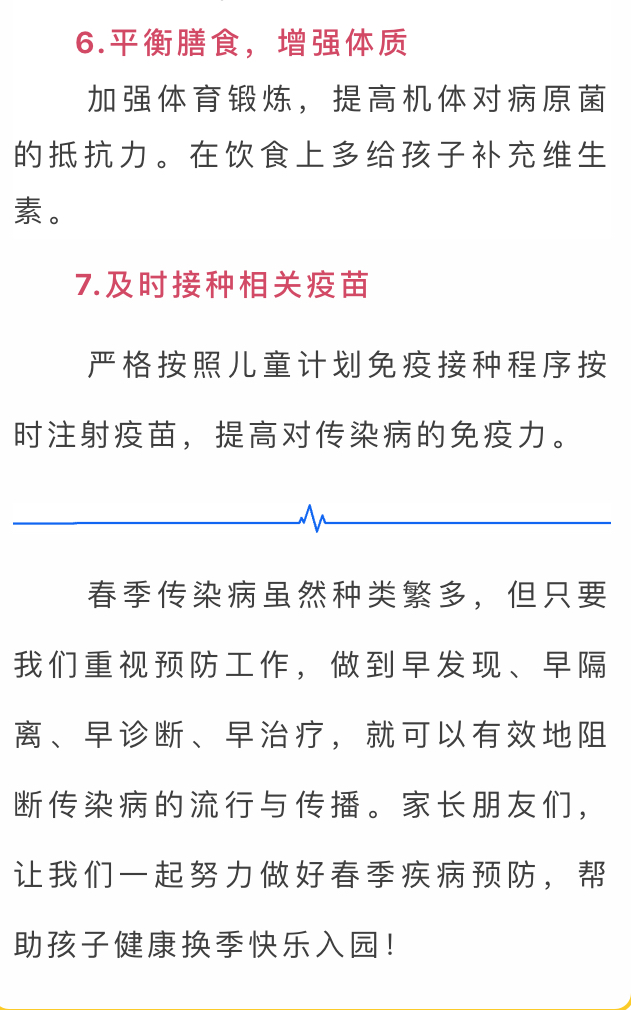 6.平衡膳食，增强体质
加强体育锻炼，提高机体对病原菌
的抵抗力。在饮食上多给孩子补充维生
素。
7.及时接种相关疫苗
严格按照儿童计划免疫接种程序按
时注射疫苗，提高对传染病的免疫力。
春季传染病虽然种类繁多，但只要
我们重视预防工作，做到早发现、早隔
离、早诊断、早治疗，就可以有效地阻
断传染病的流行与传播。家长朋友们，
让我们一起努力做好春季疾病预防，帮
助孩子健康换季快乐入园！